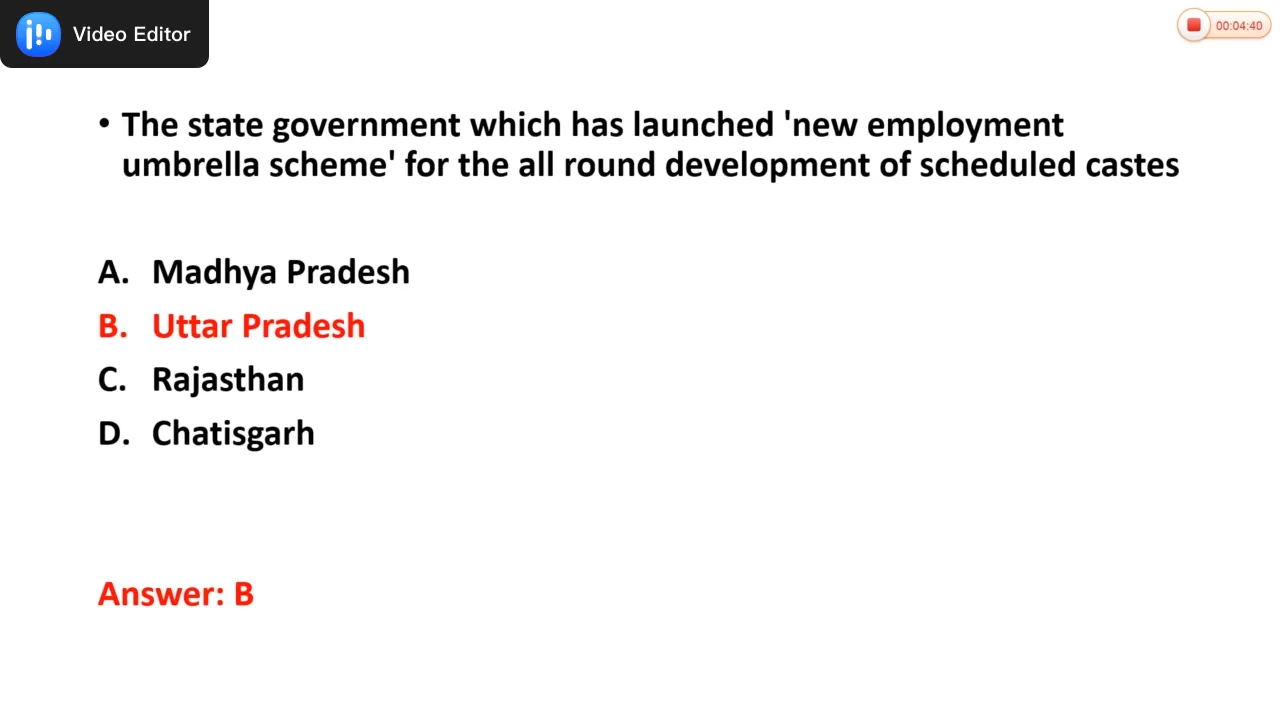 Video Editor
00:04:40
• The state government which has launched 'new employment
umbrella scheme' for the all round development of scheduled castes
A. Madhya Pradesh
B. Uttar Pradesh
C. Rajasthan
D. Chatisgarh
Answer: B